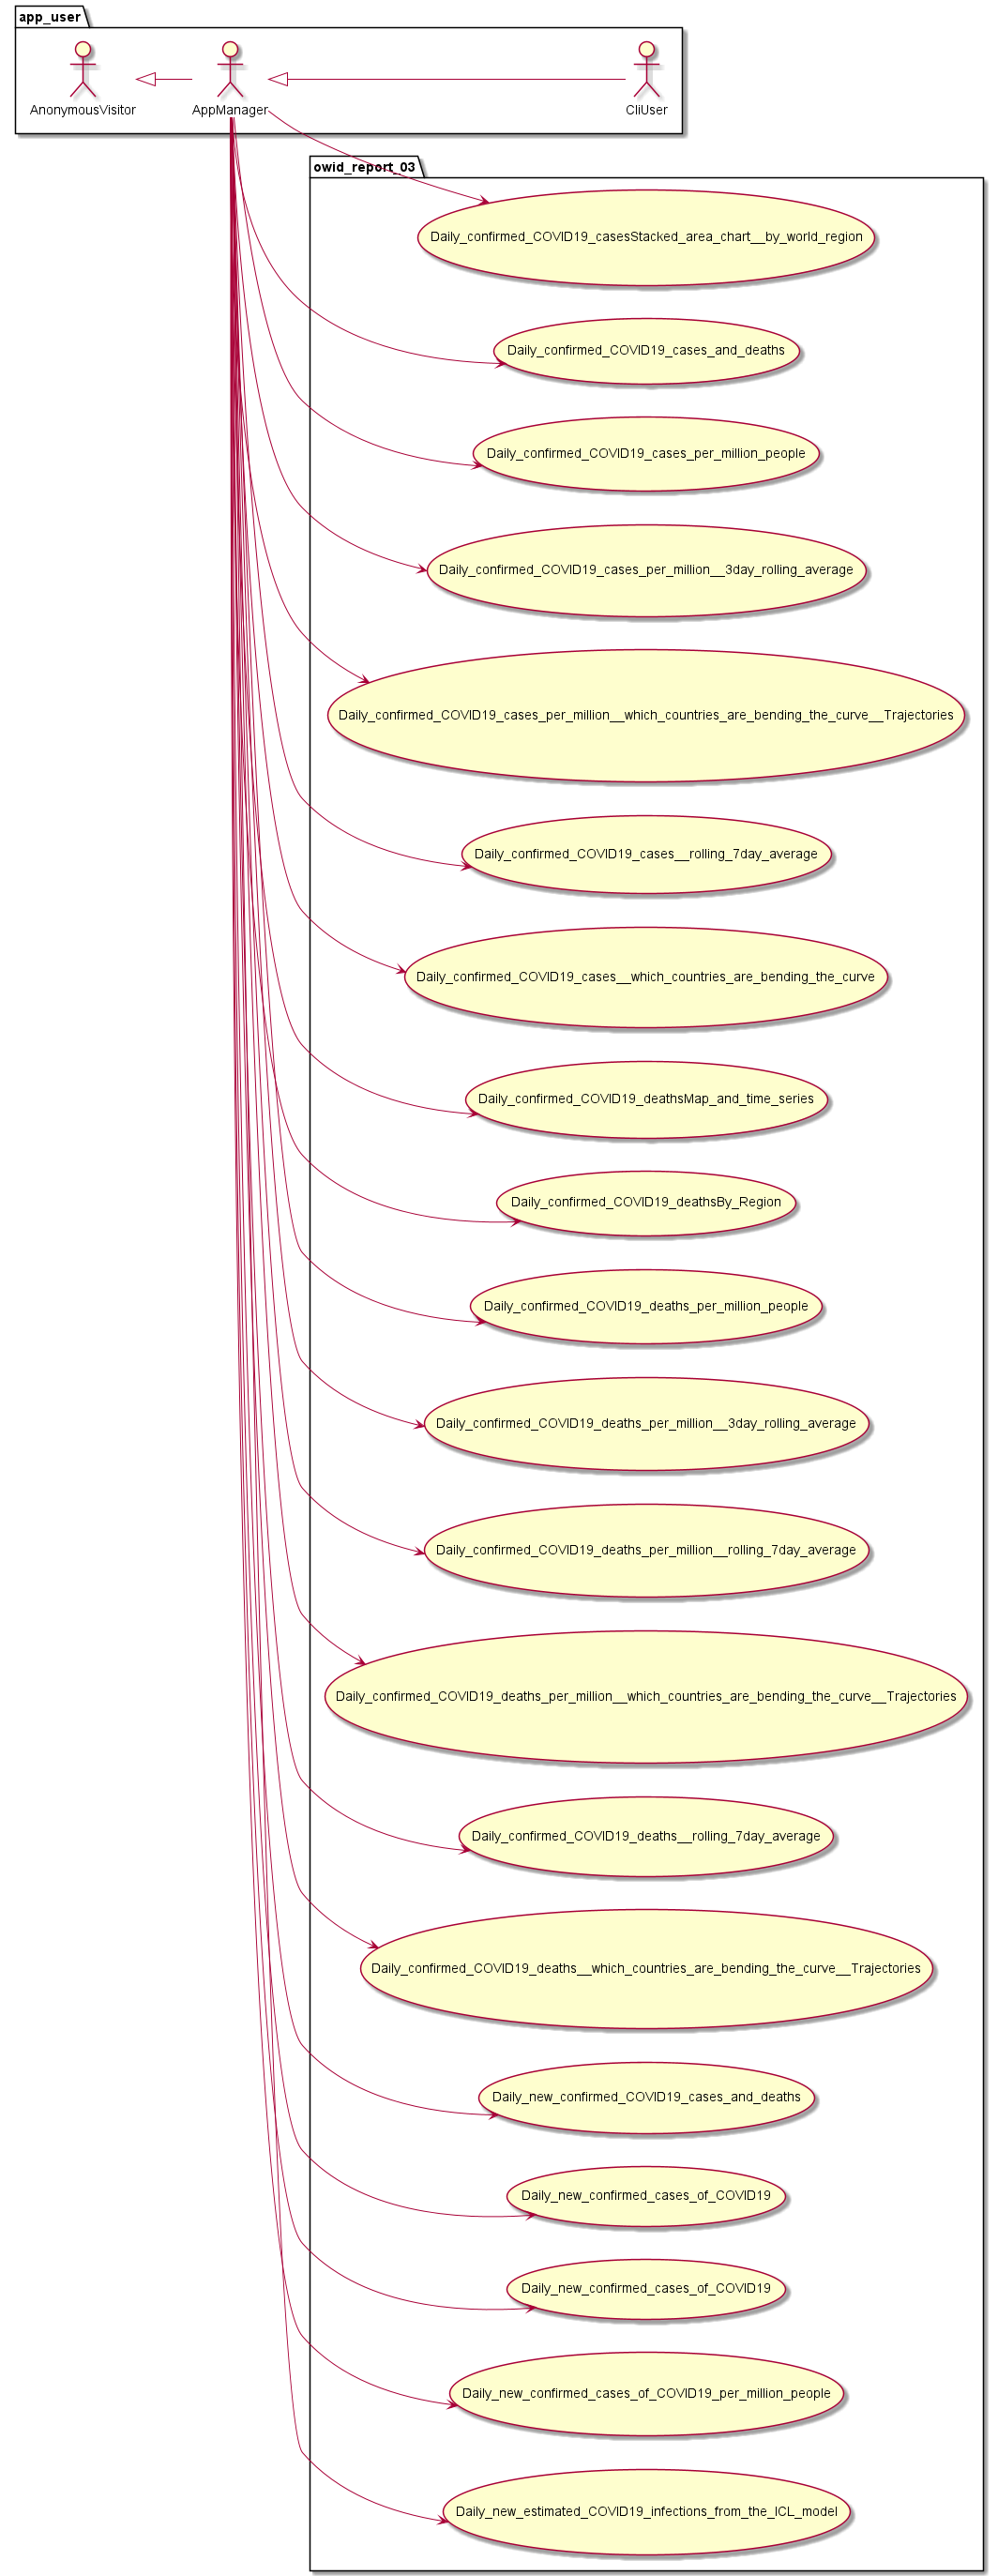 app_user
AnonymousVisitor
AppManager
CliUser
owid_report_03
Daily_confirmed_COVID19_casesStacked_area_chart__by_world_region
Daily_confirmed_COVID19_cases_and_deaths
Daily_confirmed_COVID19_cases_per_million_people
Daily_confirmed_COVID19_cases_per_million__3day_rolling_average
Daily_confirmed_COVID19_cases_per_million__which_countries_are_bending_the_curve__Trajectories
Daily_confirmed_COVID19_cases__rolling_7day_average
Daily_confirmed_COVID19_cases__which_countries_are_bending_the_curve
Daily_confirmed_COVID19_deathsMap_and_time_series
Daily_confirmed_COVID19_deathsBy_Region
Daily_confirmed_COVID19_deaths_per_million_people
Daily_confirmed_COVID19_deaths_per_million__3day_rolling_average
Daily_confirmed_COVID19_deaths_per_million__rolling_7day_average
Daily_confirmed_COVID19_deaths_per_million__which_countries_are_bending_the_curve__Trajectories
Daily_confirmed_COVID19_deaths__rolling_7day_average
Daily_confirmed_COVID19_deaths__which_countries_are_bending_the_curve__Trajectories
Daily_new_confirmed_COVID19_cases_and_deaths
Daily_new_confirmed_cases_of_COVID19
Daily_new_confirmed_cases_of_COVID19
Daily_new_confirmed_cases_of_COVID19_per_million_people
Daily_new_estimated_COVID19_infections_from_the_ICL_model